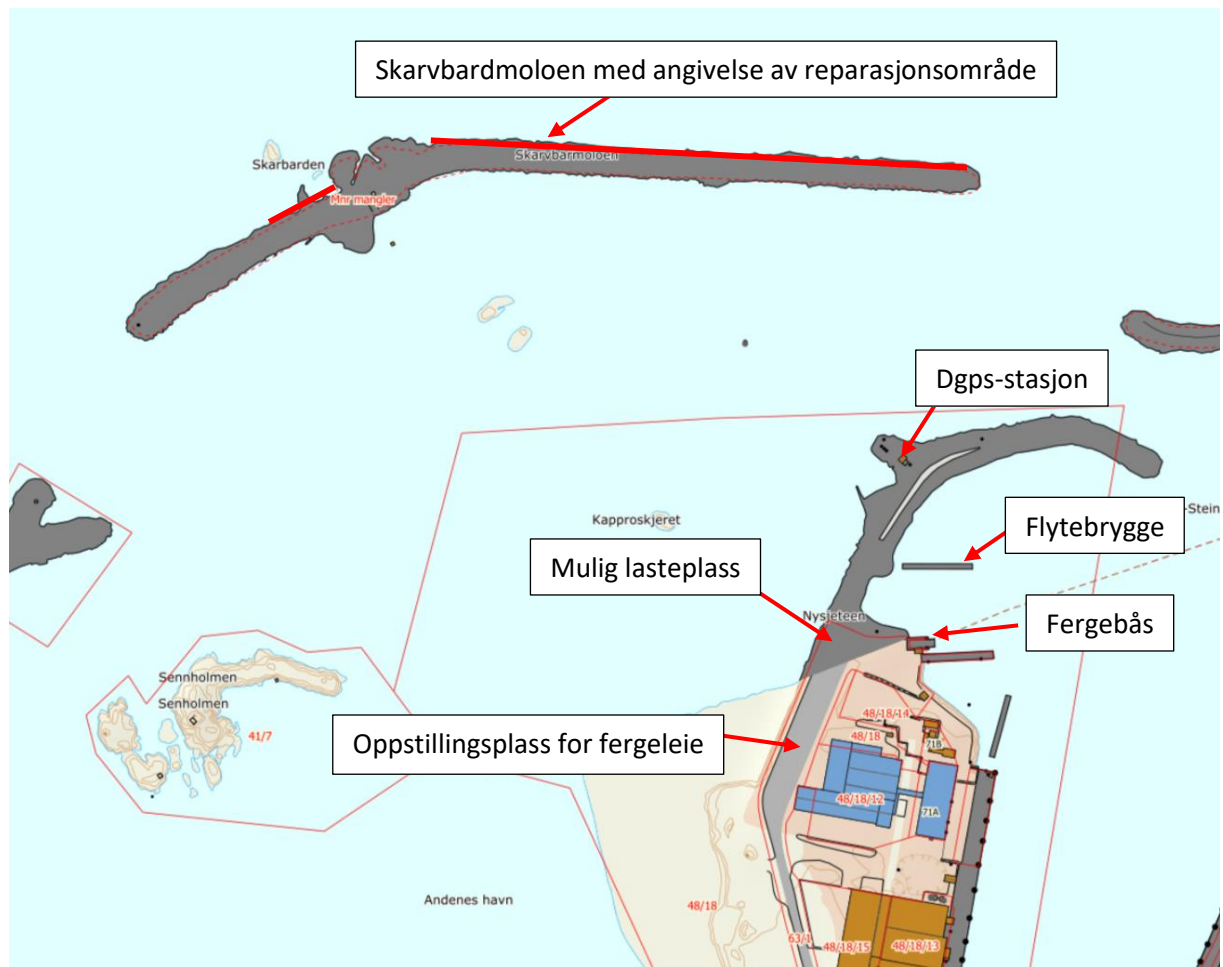 Skarvbardmoloen med angivelse av reparasjonsområde
Skarbarden
Skarvbarmoloen
Mnr mangler
Dgps-stasjon
Kapproskjeret
-Stein
Flytebrygge
Mulig lasteplass
Nysjeteen
Fergebås
Sennholmen
Senholmen
41/7
48/18/14
48/18
71B
Oppstillingsplass for fergeleie
48/18/12
71A
Andenes havn
48/18
63/1
48/18/15
48/18/13